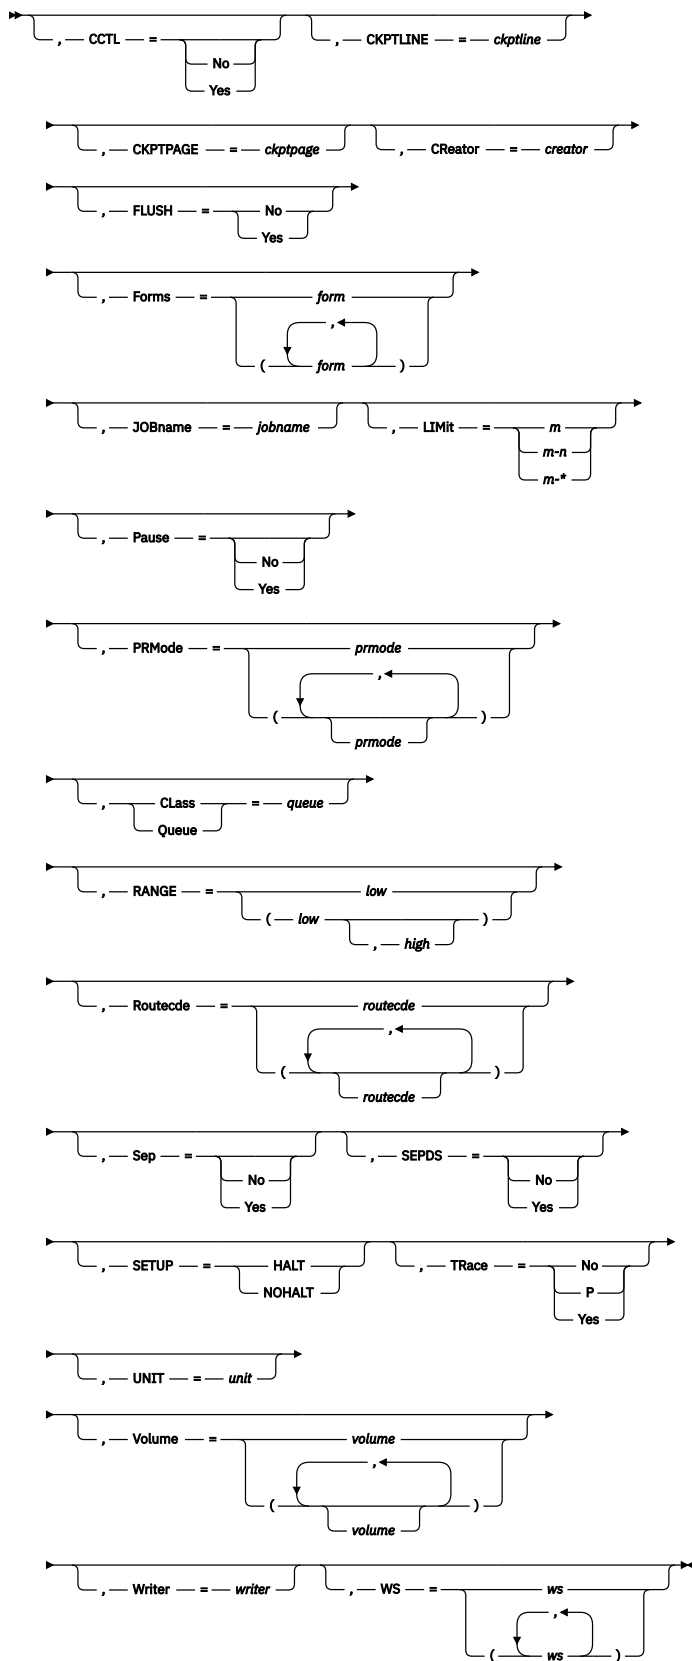 , CCTL = , CKPTLINE = ckptline
No
Yes
, CKPTPAGE = ckptpage , CReator = creator
, FLUSH = No
Yes
, Forms = form
,
( form )
, JOBname = jobname , LIMit = m
m-n
m-*
, Pause =
No
Yes
, PRMode = prmode
,
( )
prmode
, CLass = queue
Queue
, RANGE = low
( low )
, high
, Routecde = routecde
,
( )
routecde
, Sep = , SEPDS =
No No
Yes Yes
, SETUP = HALT , TRace = No
NOHALT P
Yes
, UNIT = unit
, Volume = volume
,
( )
volume
, Writer = writer , WS = ws
,
( ws )